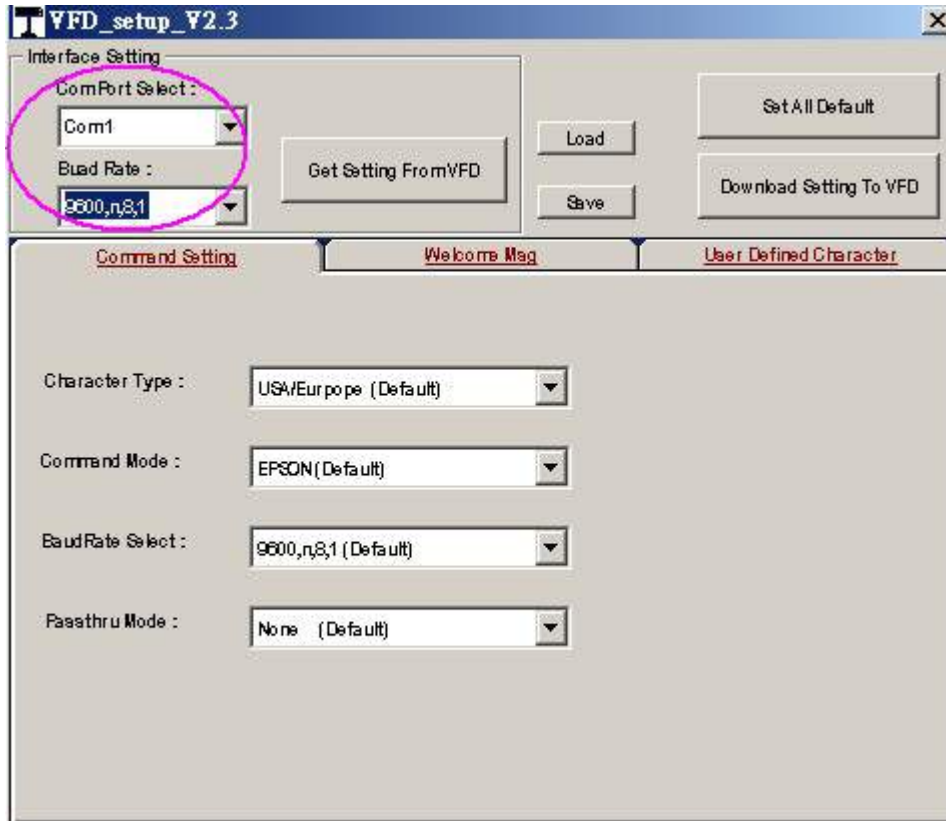 VFD_setup_V2.3
Interface Setting
ComPort Select :
Com1
Buad Rate :
9600,n,8,1
Get Setting From VFD
Load
Save
Set All Default
Download Setting To VFD
Command Setting
Welcome Msg
User Defined Character
Character Type :
USA/Eurpope (Default)
Command Mode :
EPSON(Default)
BaudRate Select :
9600,n,8,1 (Default)
Passthru Mode :
None (Default)